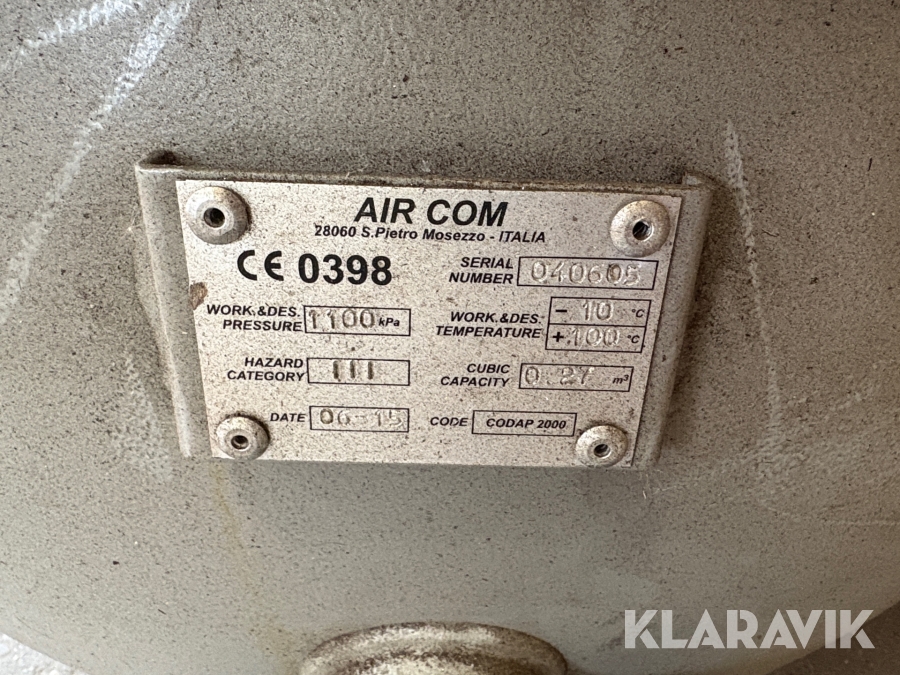 AIR COM
28060 S.Pietro Mosezzo - ITALIA
CE 0398
SERIAL NUMBER 040605
WORK.&DES. PRESSURE 1100 kPa
WORK.&DES. TEMPERATURE - 10 °C
+ 100 °C
HAZARD CATEGORY III
CUBIC CAPACITY 0.27 m³
DATE 06-15
CODE CODAP 2000
KLARAVIK